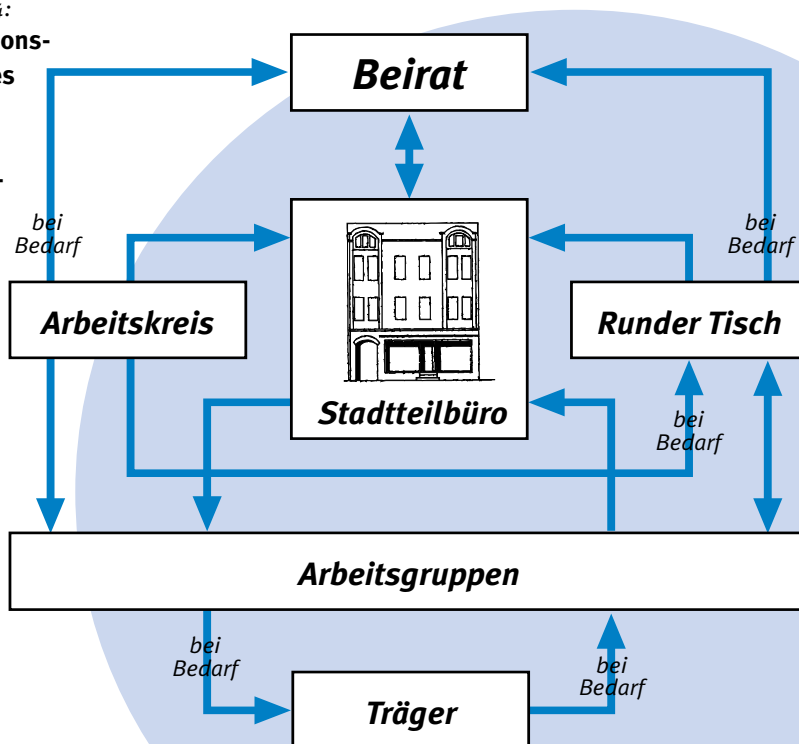 ons-
es
Beirat
bei
Bedarf
bei
Bedarf
Arbeitskreis
Runder Tisch
Stadtteilbüro
bei
Bedarf
Arbeitsgruppen
bei
Bedarf
bei
Bedarf
Träger